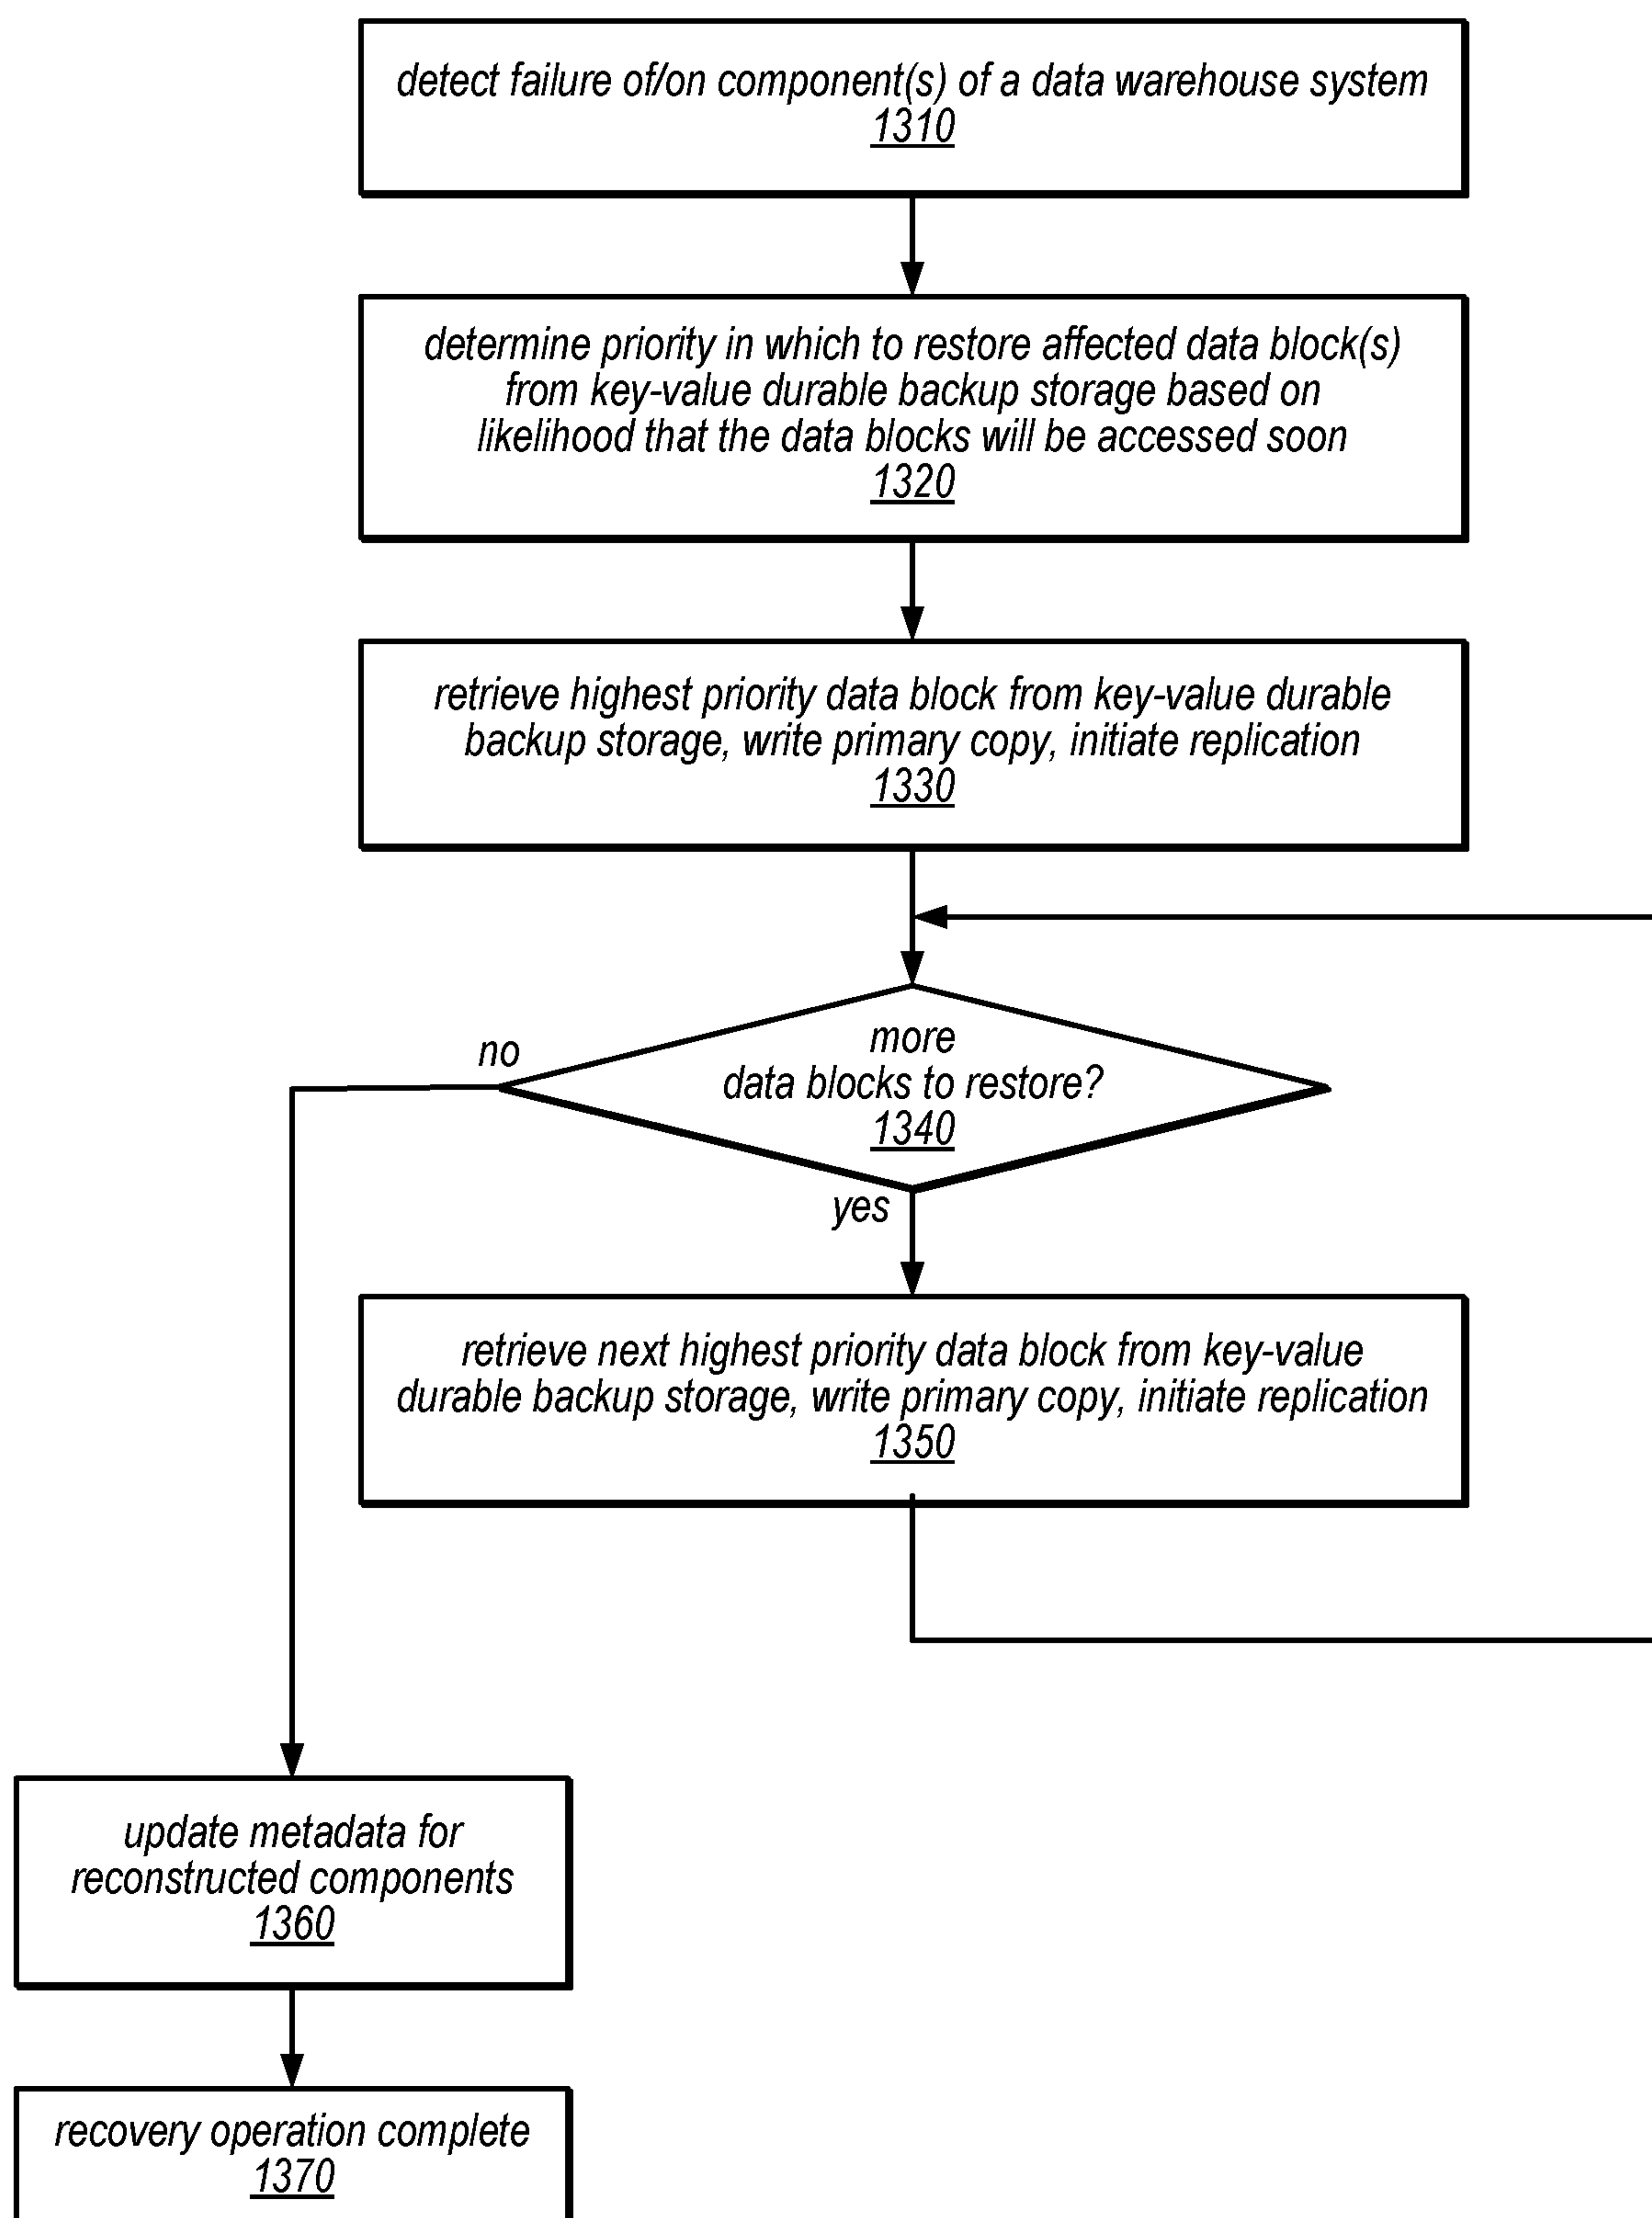 detect failure of/on component(s) of a data warehouse system
1310
determine priority in which to restore affected data block(s)
from key-value durable backup storage based on
likelihood that the data blocks will be accessed soon
1320
retrieve highest priority data block from key-value durable
backup storage, write primary copy, initiate replication
1330
more
data blocks to restore?
1340
no
yes
retrieve next highest priority data block from key-value
durable backup storage, write primary copy, initiate replication
1350
update metadata for
reconstructed components
1360
recovery operation complete
1370